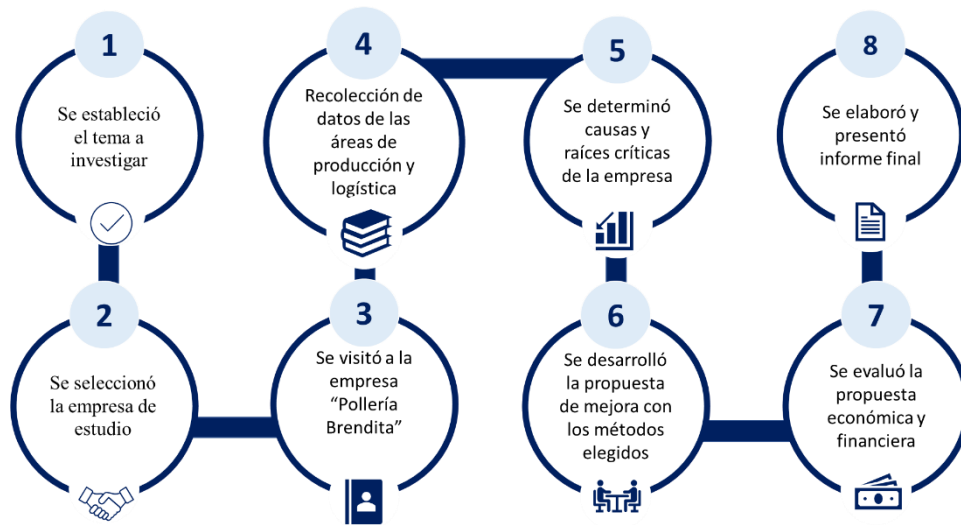 1
Se estableció
el tema a
investigar
2
Se seleccionó
la empresa de
estudio
3
Se visitó a la
empresa
“Pollería
Brendita”
4
Recolección de
datos de las
áreas de
producción y
logística
5
Se determinó
causas y
raíces críticas
de la empresa
6
Se desarrolló
la propuesta
de mejora con
los métodos
elegidos
7
Se evaluó la
propuesta
económica y
financiera
8
Se elaboró y
presentó
informe final